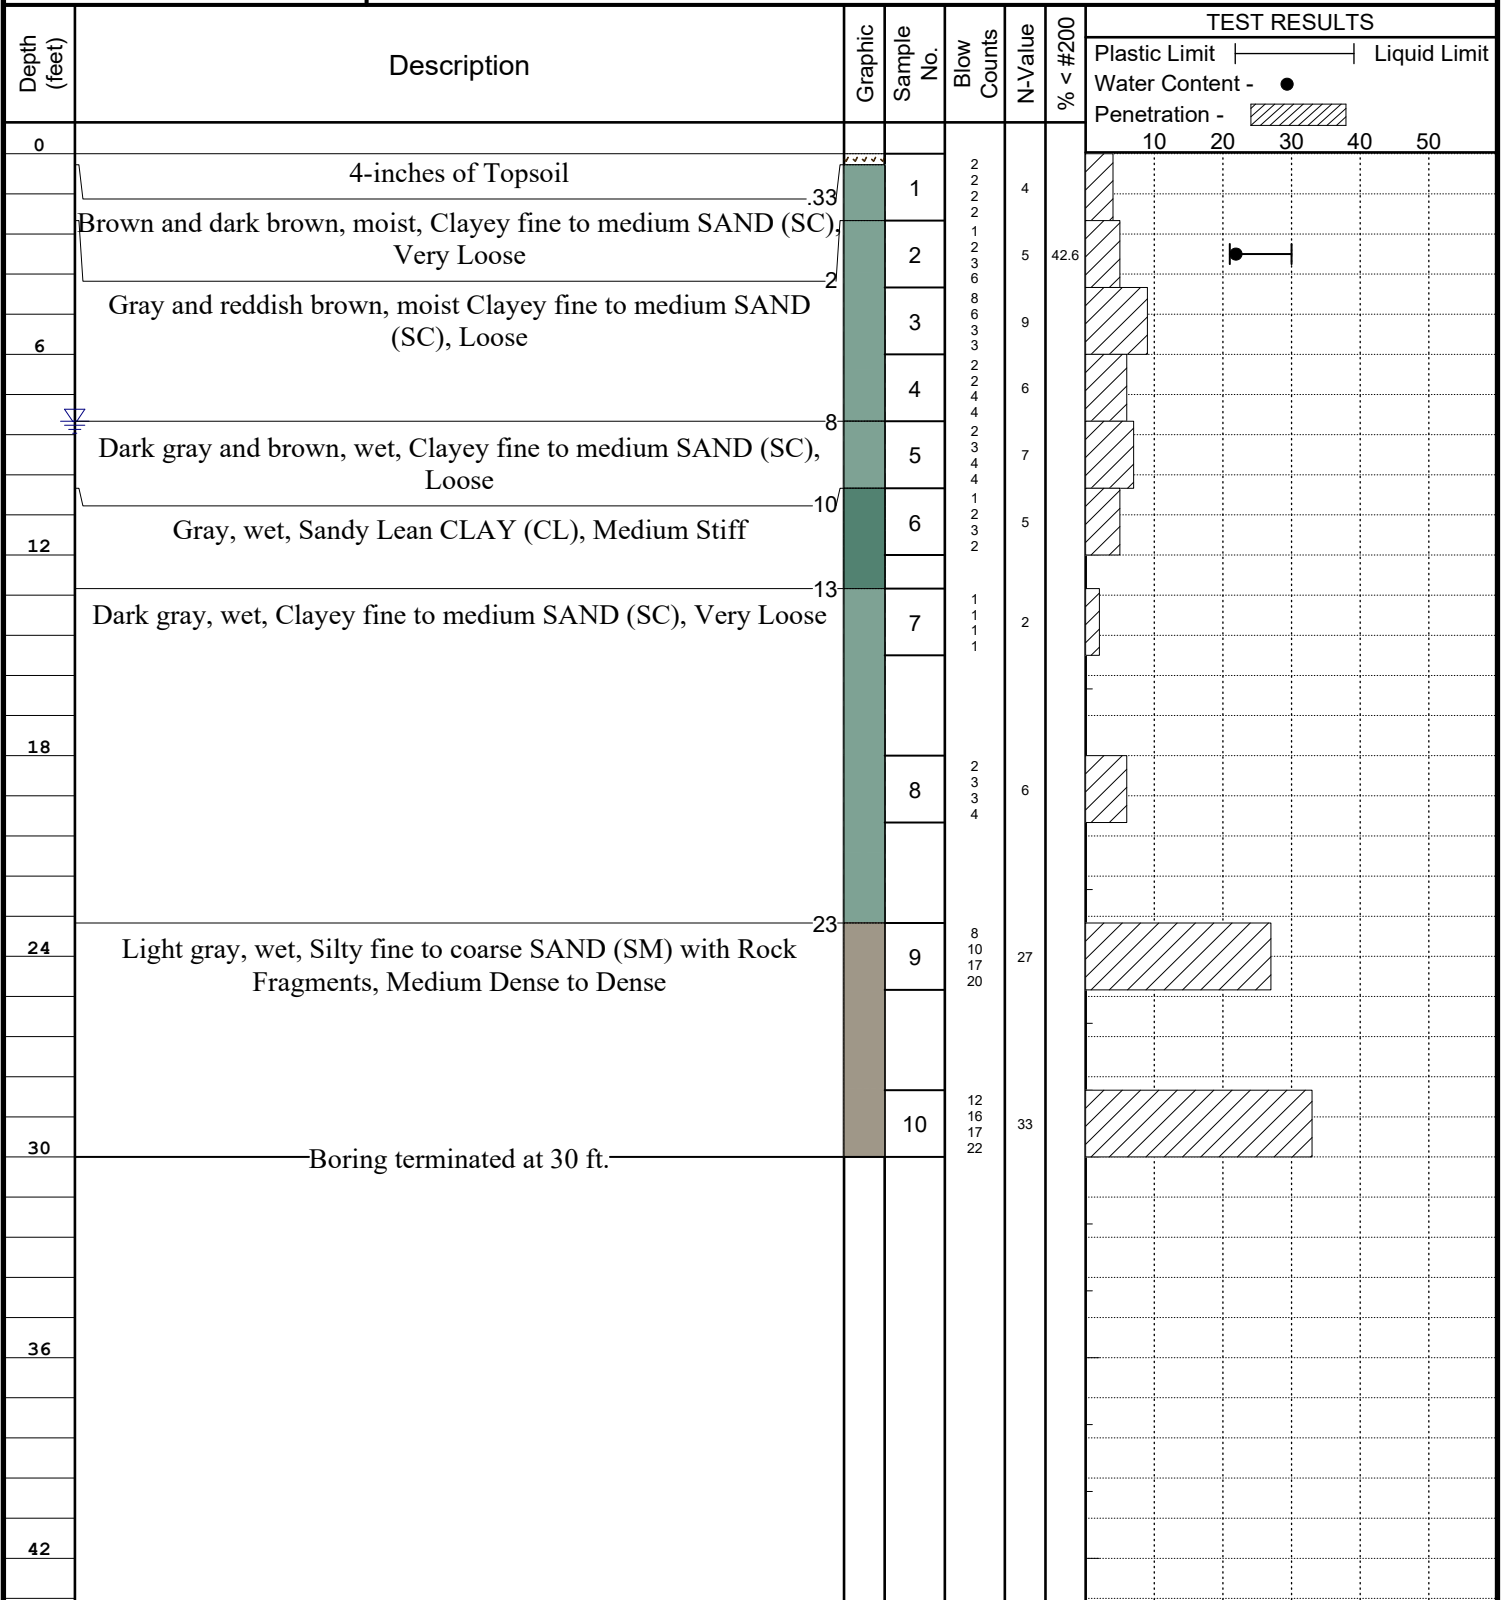 Depth
(feet)
Description
Graphic
Sample
No.
Blow
Counts
N-Value
% < #200
TEST RESULTS
Plastic Limit Liquid Limit
Water Content -
Penetration -
10 20 30 40 50
0
4-inches of Topsoil
.33
1
2
2
2
2
4
Brown and dark brown, moist, Clayey fine to medium SAND (SC),
Very Loose
2
2
1
2
3
6
5
42.6
Gray and reddish brown, moist Clayey fine to medium SAND
(SC), Loose
3
8
6
3
3
9
6
4
2
2
4
4
6
8
Dark gray and brown, wet, Clayey fine to medium SAND (SC),
Loose
5
2
3
4
4
7
10
Gray, wet, Sandy Lean CLAY (CL), Medium Stiff
6
1
2
3
2
5
12
13
Dark gray, wet, Clayey fine to medium SAND (SC), Very Loose
7
1
1
1
1
2
18
8
2
3
3
4
6
23
24
Light gray, wet, Silty fine to coarse SAND (SM) with Rock
Fragments, Medium Dense to Dense
9
8
10
17
20
27
10
12
16
17
22
33
30
Boring terminated at 30 ft.
36
42